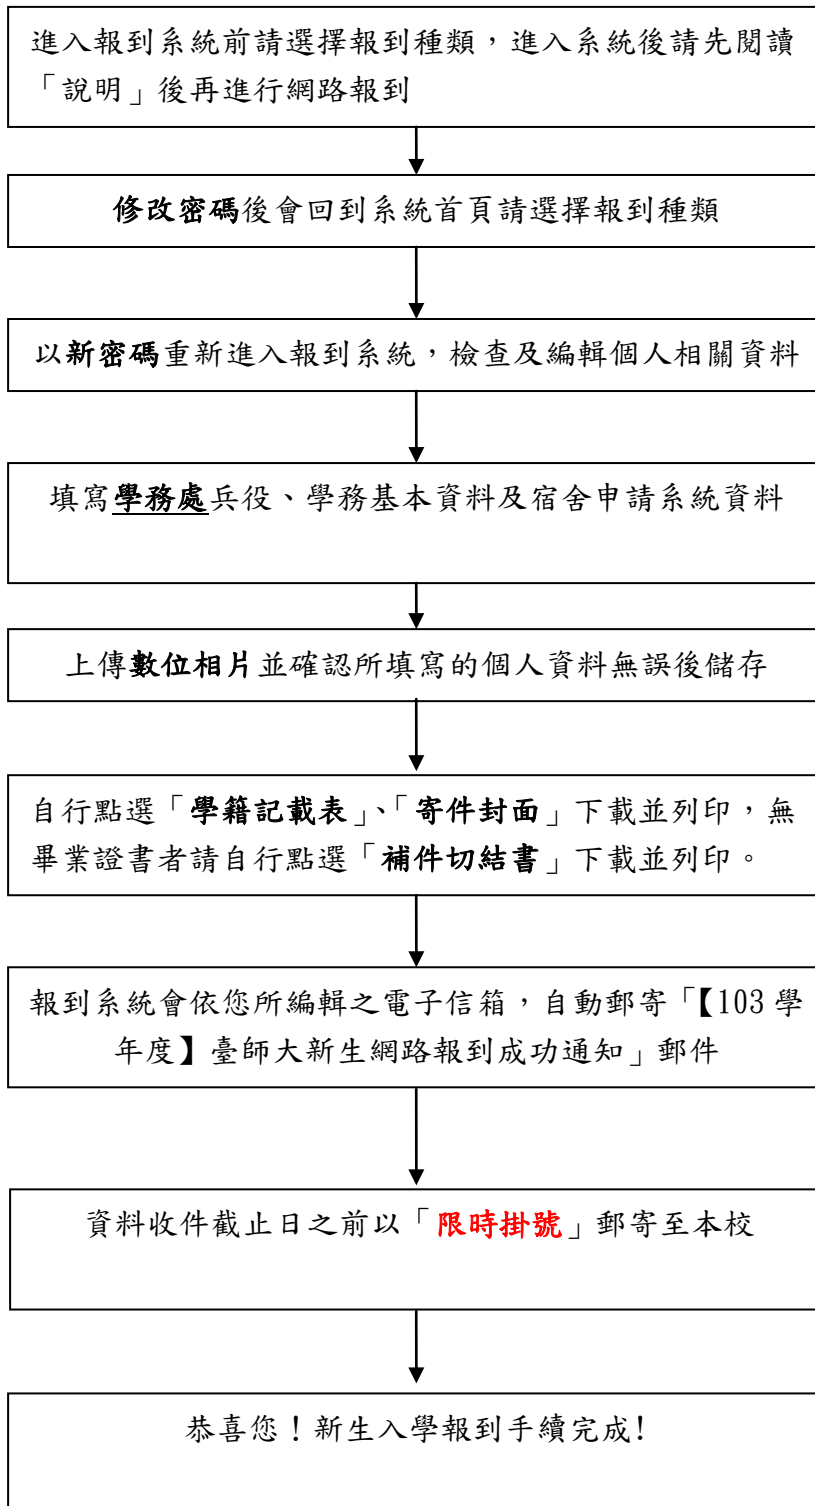 進入報到系統前請選擇報到種類，進入系統後請先閱讀
「說明」後再進行網路報到
修改密碼後會回到系統首頁請選擇報到種類
以新密碼重新進入報到系統，檢查及編輯個人相關資料
填寫學務處兵役、學務基本資料及宿舍申請系統資料
上傳數位相片並確認所填寫的個人資料無誤後儲存
自行點選「學籍記載表」、「寄件封面」下載並列印，無
畢業證書者請自行點選「補件切結書」下載並列印。
報到系統會依您所編輯之電子信箱，自動郵寄「【103 學
年度】臺師大新生網路報到成功通知」郵件
資料收件截止日之前以「限時掛號」郵寄至本校
恭喜您！新生入學報到手續完成!